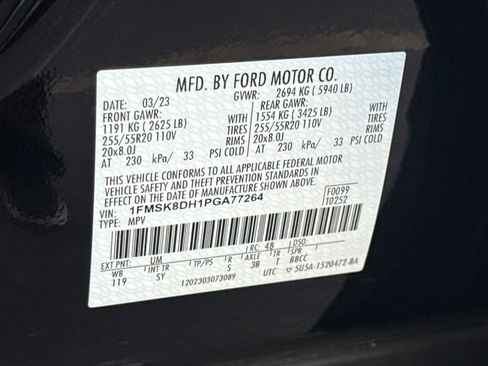 MFD. BY FORD MOTOR CO.
DATE: 03/23 GVWR: 2694 KG ( 5940 LB)
FRONT GAWR: REAR GAWR:
1191 KG ( 2625 LB) WITH 1554 KG ( 3425 LB) WITH
255/55R20 110V TIRES 255/55R20 110V TIRES
20x8.0J RIMS 20x8.0J RIMS
AT 230 kPa/ 33 PSI COLD AT 230 kPa/ 33 PSI COLD
THIS VEHICLE CONFORMS TO ALL APPLICABLE FEDERAL MOTOR
VEHICLE SAFETY AND THEFT PREVENTION STANDARDS IN
EFFECT ON THE DATE OF MANUFACTURE SHOWN ABOVE.
VIN: 1FMSK8DH1PGA77264 F0099
TYPE: MPV T0252
EXT PNT: UM RC: 48 DSO:
WB INT TR TP/PS R AXLE TR SPR
119 SY S 3B T BBCC
1202303073089 UTC 5U5A-1520472-BA